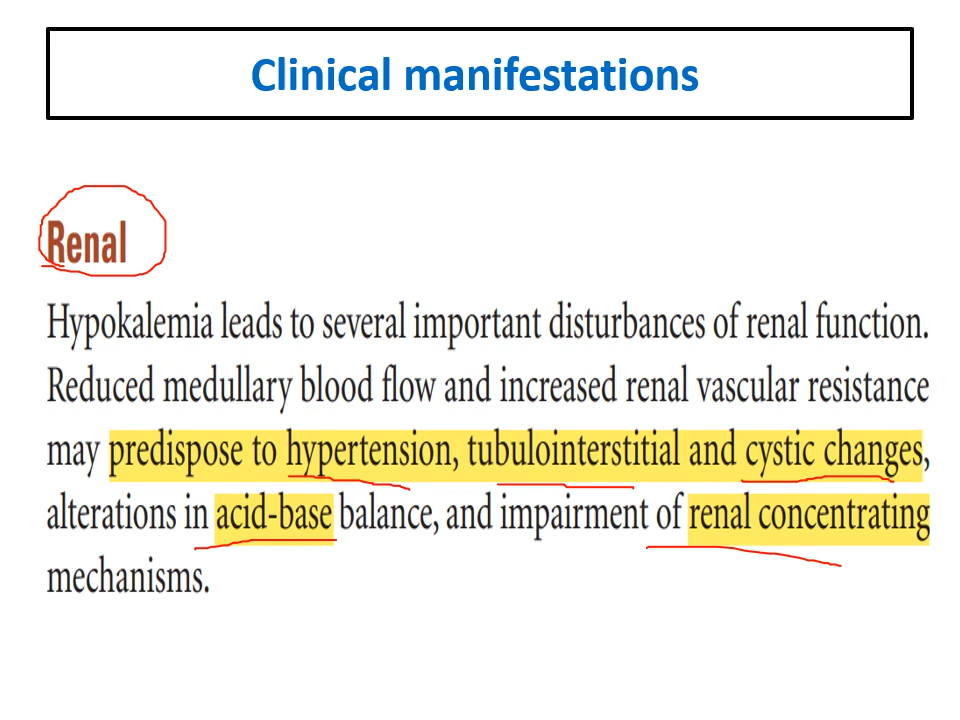 Clinical manifestations
Renal
Hypokalemia leads to several important disturbances of renal function.
Reduced medullary blood flow and increased renal vascular resistance
may predispose to hypertension, tubulointerstitial and cystic changes,
alterations in acid-base balance, and impairment of renal concentrating
mechanisms.